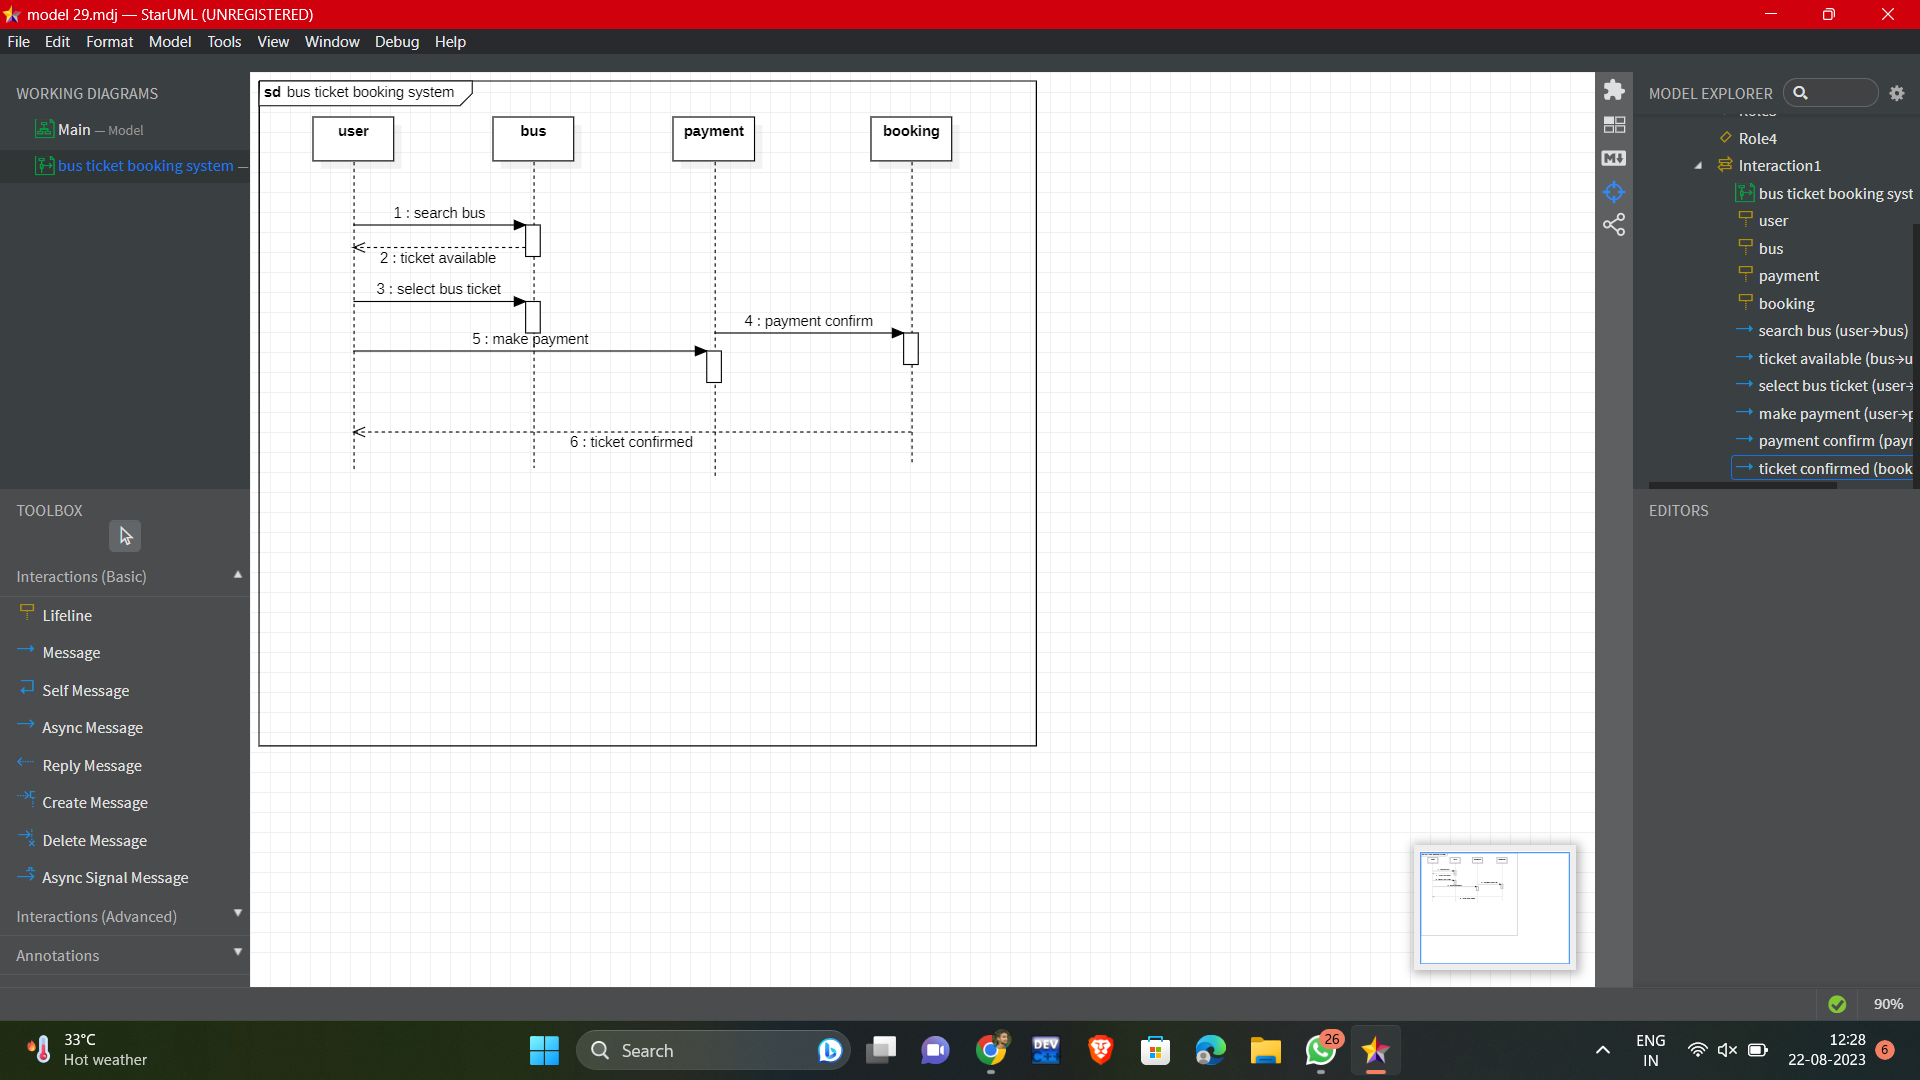 model 29.mdj — StarUML (UNREGISTERED)
File Edit Format Model Tools View Window Debug Help
WORKING DIAGRAMS
Main — Model
bus ticket booking system —
TOOLBOX
Interactions (Basic)
Lifeline
Message
Self Message
Async Message
Reply Message
Create Message
Delete Message
Async Signal Message
Interactions (Advanced)
Annotations
sd bus ticket booking system
user bus payment booking
1 : search bus
2 : ticket available
3 : select bus ticket
4 : payment confirm
5 : make payment
6 : ticket confirmed
MODEL EXPLORER
Role4
Interaction1
bus ticket booking syst
user
bus
payment
booking
search bus (user→bus)
ticket available (bus→u
select bus ticket (user→
make payment (user→p
payment confirm (payr
ticket confirmed (book
EDITORS
90%
33°C
Hot weather
Search
DEV
C++
26
ENG
IN
12:28
22-08-2023
6